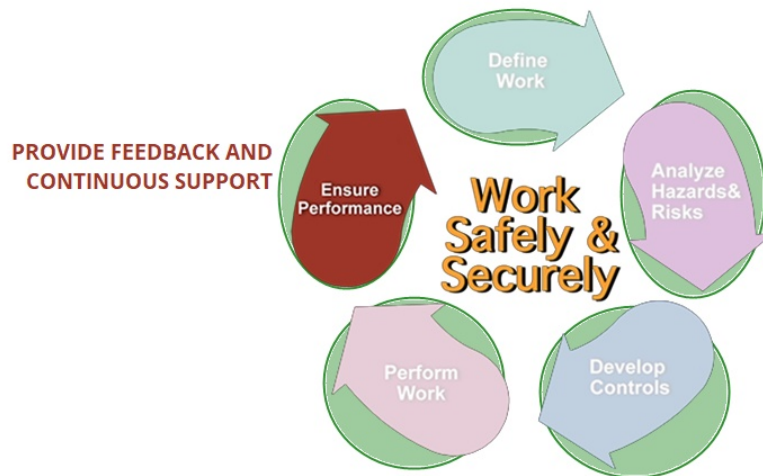 Define
Work
PROVIDE FEEDBACK AND
CONTINUOUS SUPPORT
Ensure
Performance
Work
Safely &
Securely
Analyze
Hazards&
Risks
Develop
Controls
Perform
Work